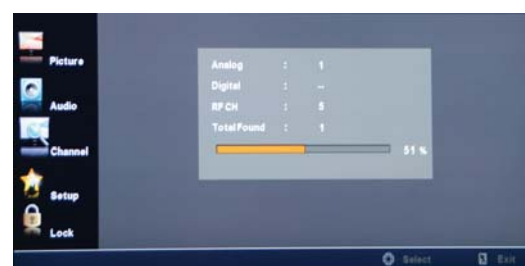 Picture
Audio
Channel
Setup
Lock
Analog : 1
Digital : --
RF CH : 5
Total Found : 1
51 %
Select Exit